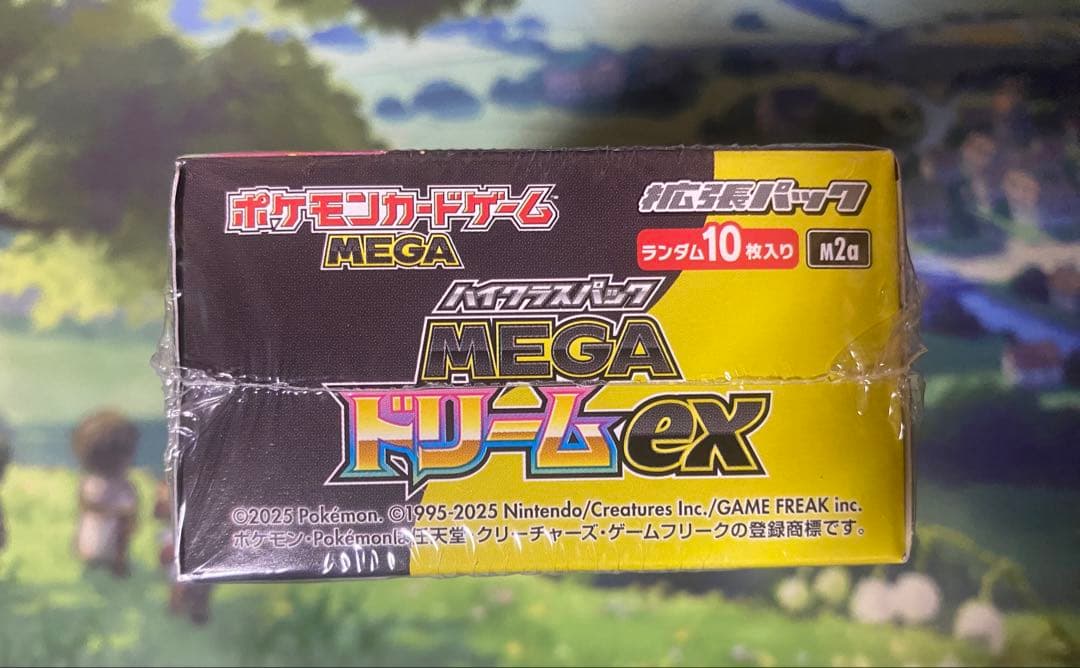 ポケモンカードゲーム
MEGA
拡張パック
ランダム10枚入り
M2a
ハイクラスパック
MEGA
ドリームex
©2025 Pokémon. ©1995-2025 Nintendo/Creatures Inc./GAME FREAK inc.
ポケモン・Pokémonは任天堂・クリーチャーズ・ゲームフリークの登録商標です。